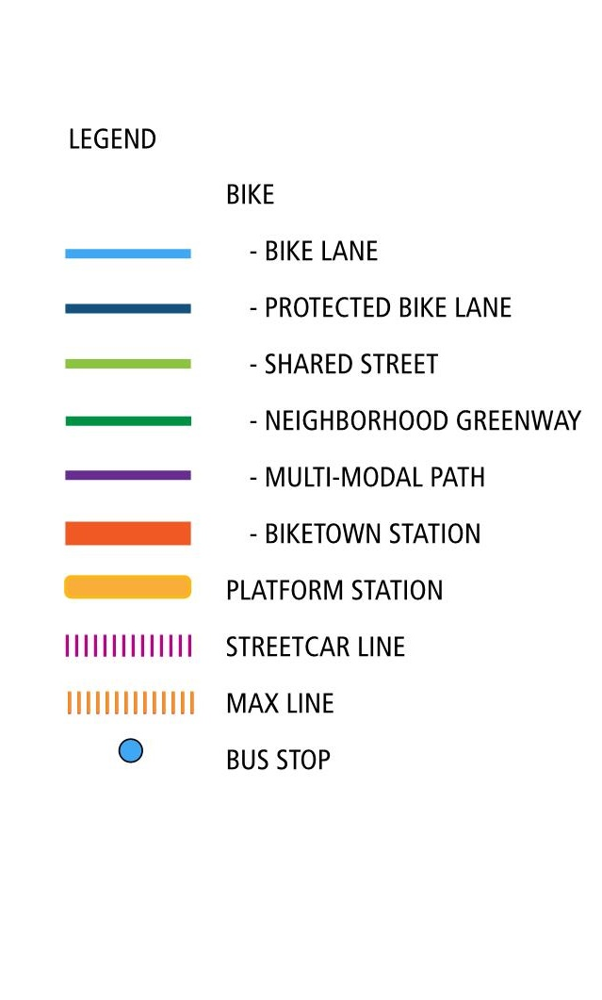 LEGEND
BIKE
- BIKE LANE
- PROTECTED BIKE LANE
- SHARED STREET
- NEIGHBORHOOD GREENWAY
- MULTI-MODAL PATH
- BIKETOWN STATION
PLATFORM STATION
STREETCAR LINE
MAX LINE
BUS STOP